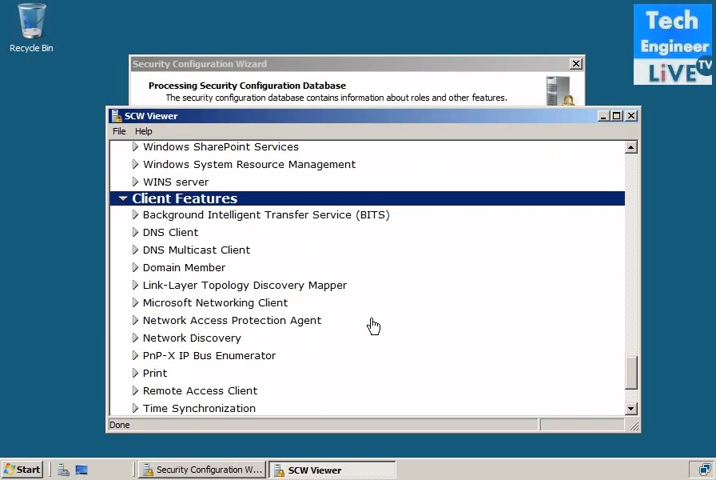 Recycle Bin
Tech
Engineer
LiVE TV
Security Configuration Wizard
Processing Security Configuration Database
The security configuration database contains information about roles and other features.
SCW Viewer
File Help
Windows SharePoint Services
Windows System Resource Management
WINS server
Client Features
Background Intelligent Transfer Service (BITS)
DNS Client
DNS Multicast Client
Domain Member
Link-Layer Topology Discovery Mapper
Microsoft Networking Client
Network Access Protection Agent
Network Discovery
PnP-X IP Bus Enumerator
Print
Remote Access Client
Time Synchronization
Done
Start
Security Configuration W...
SCW Viewer